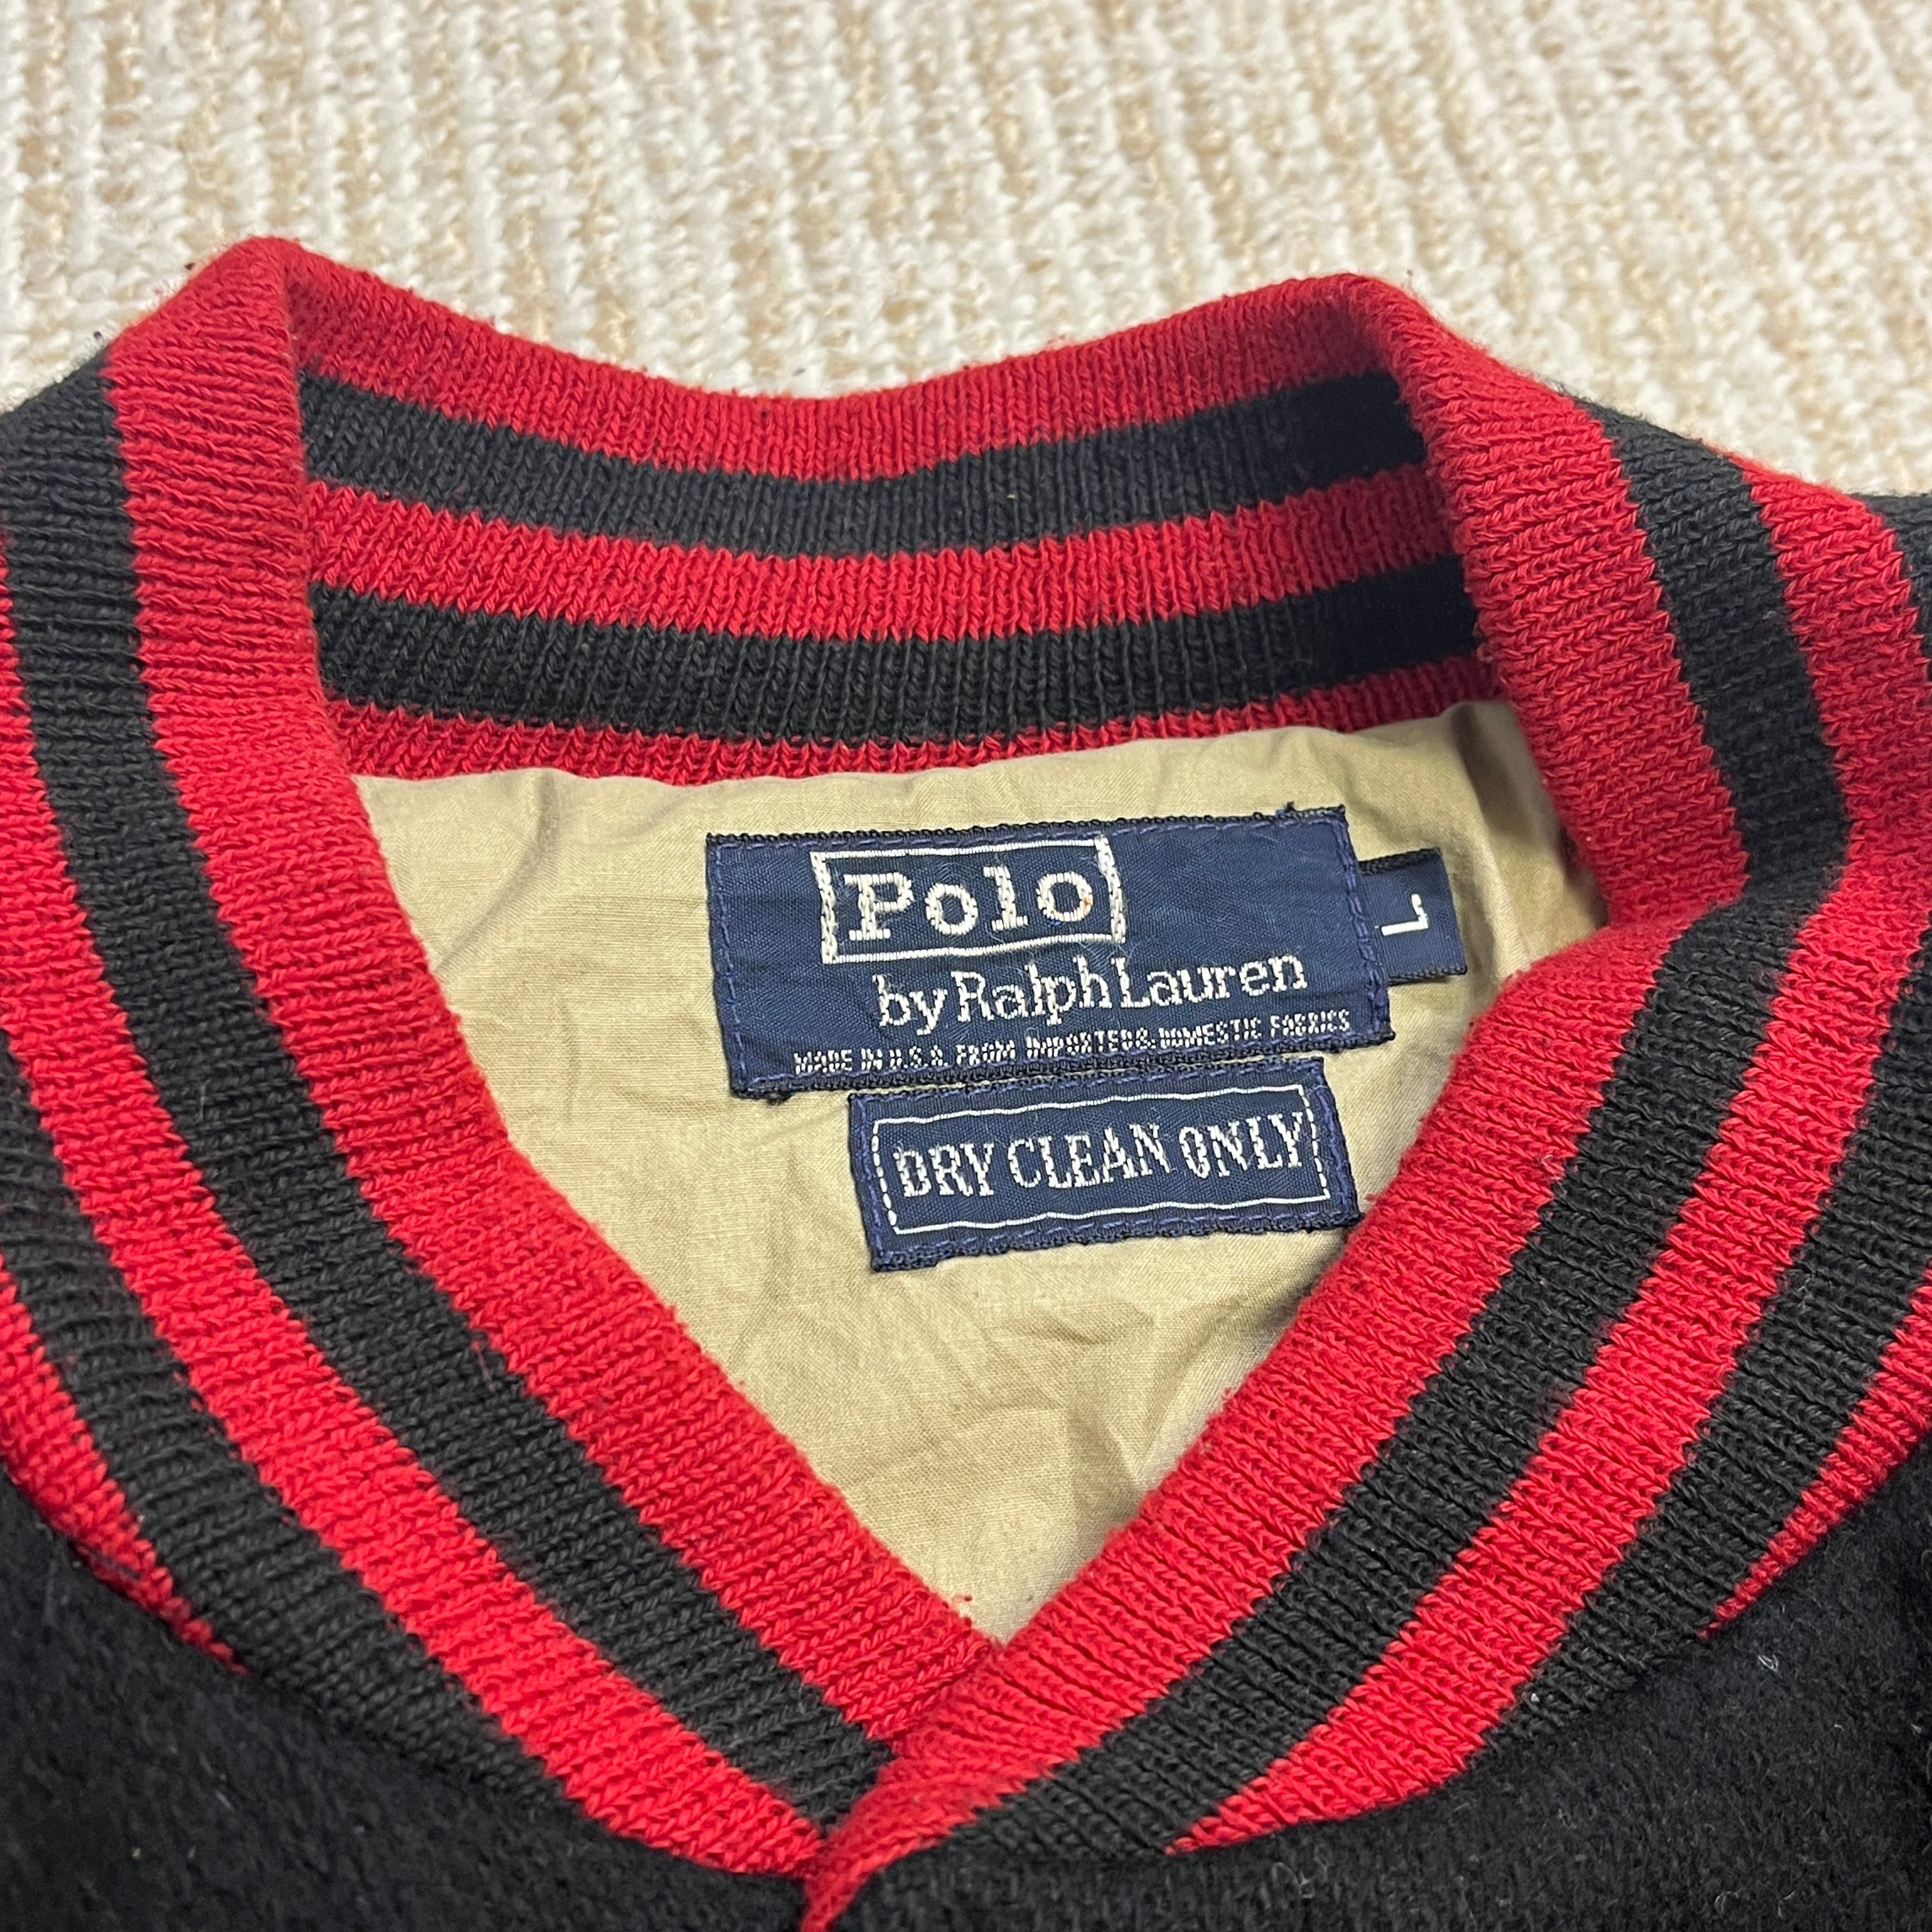 Polo
by Ralph Lauren
MADE IN U.S.A. FROM IMPORTED & DOMESTIC FABRICS
L
DRY CLEAN ONLY